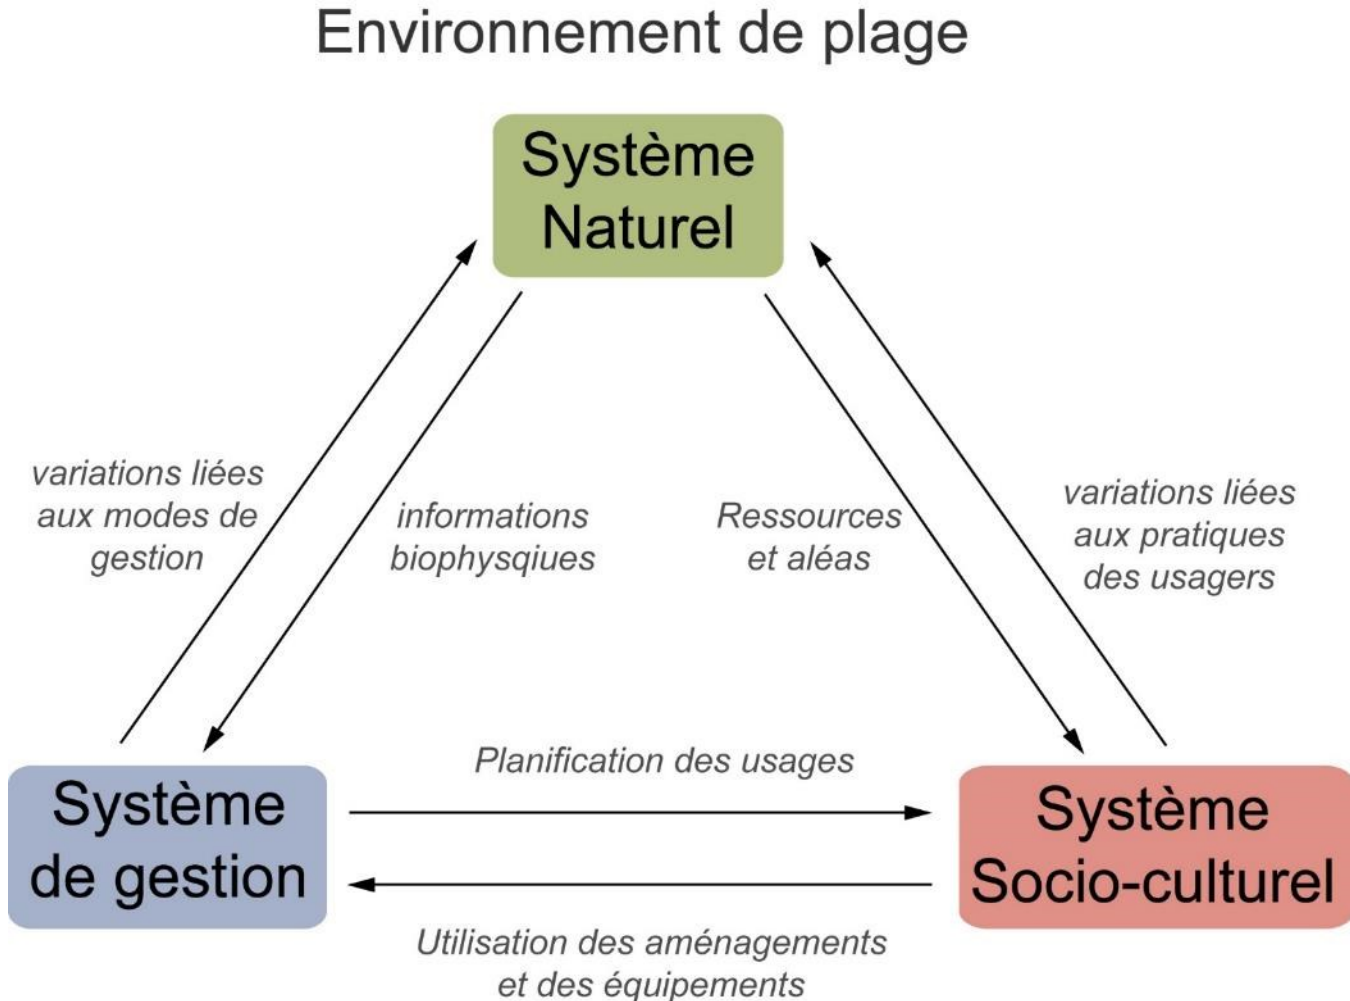 Environnement de plage
Système
Naturel
variations liées
aux modes de
gestion
informations
biophysqiues
Ressources
et aléas
variations liées
aux pratiques
des usagers
Planification des usages
Système
de gestion
Système
Socio-culturel
Utilisation des aménagements
et des équipements